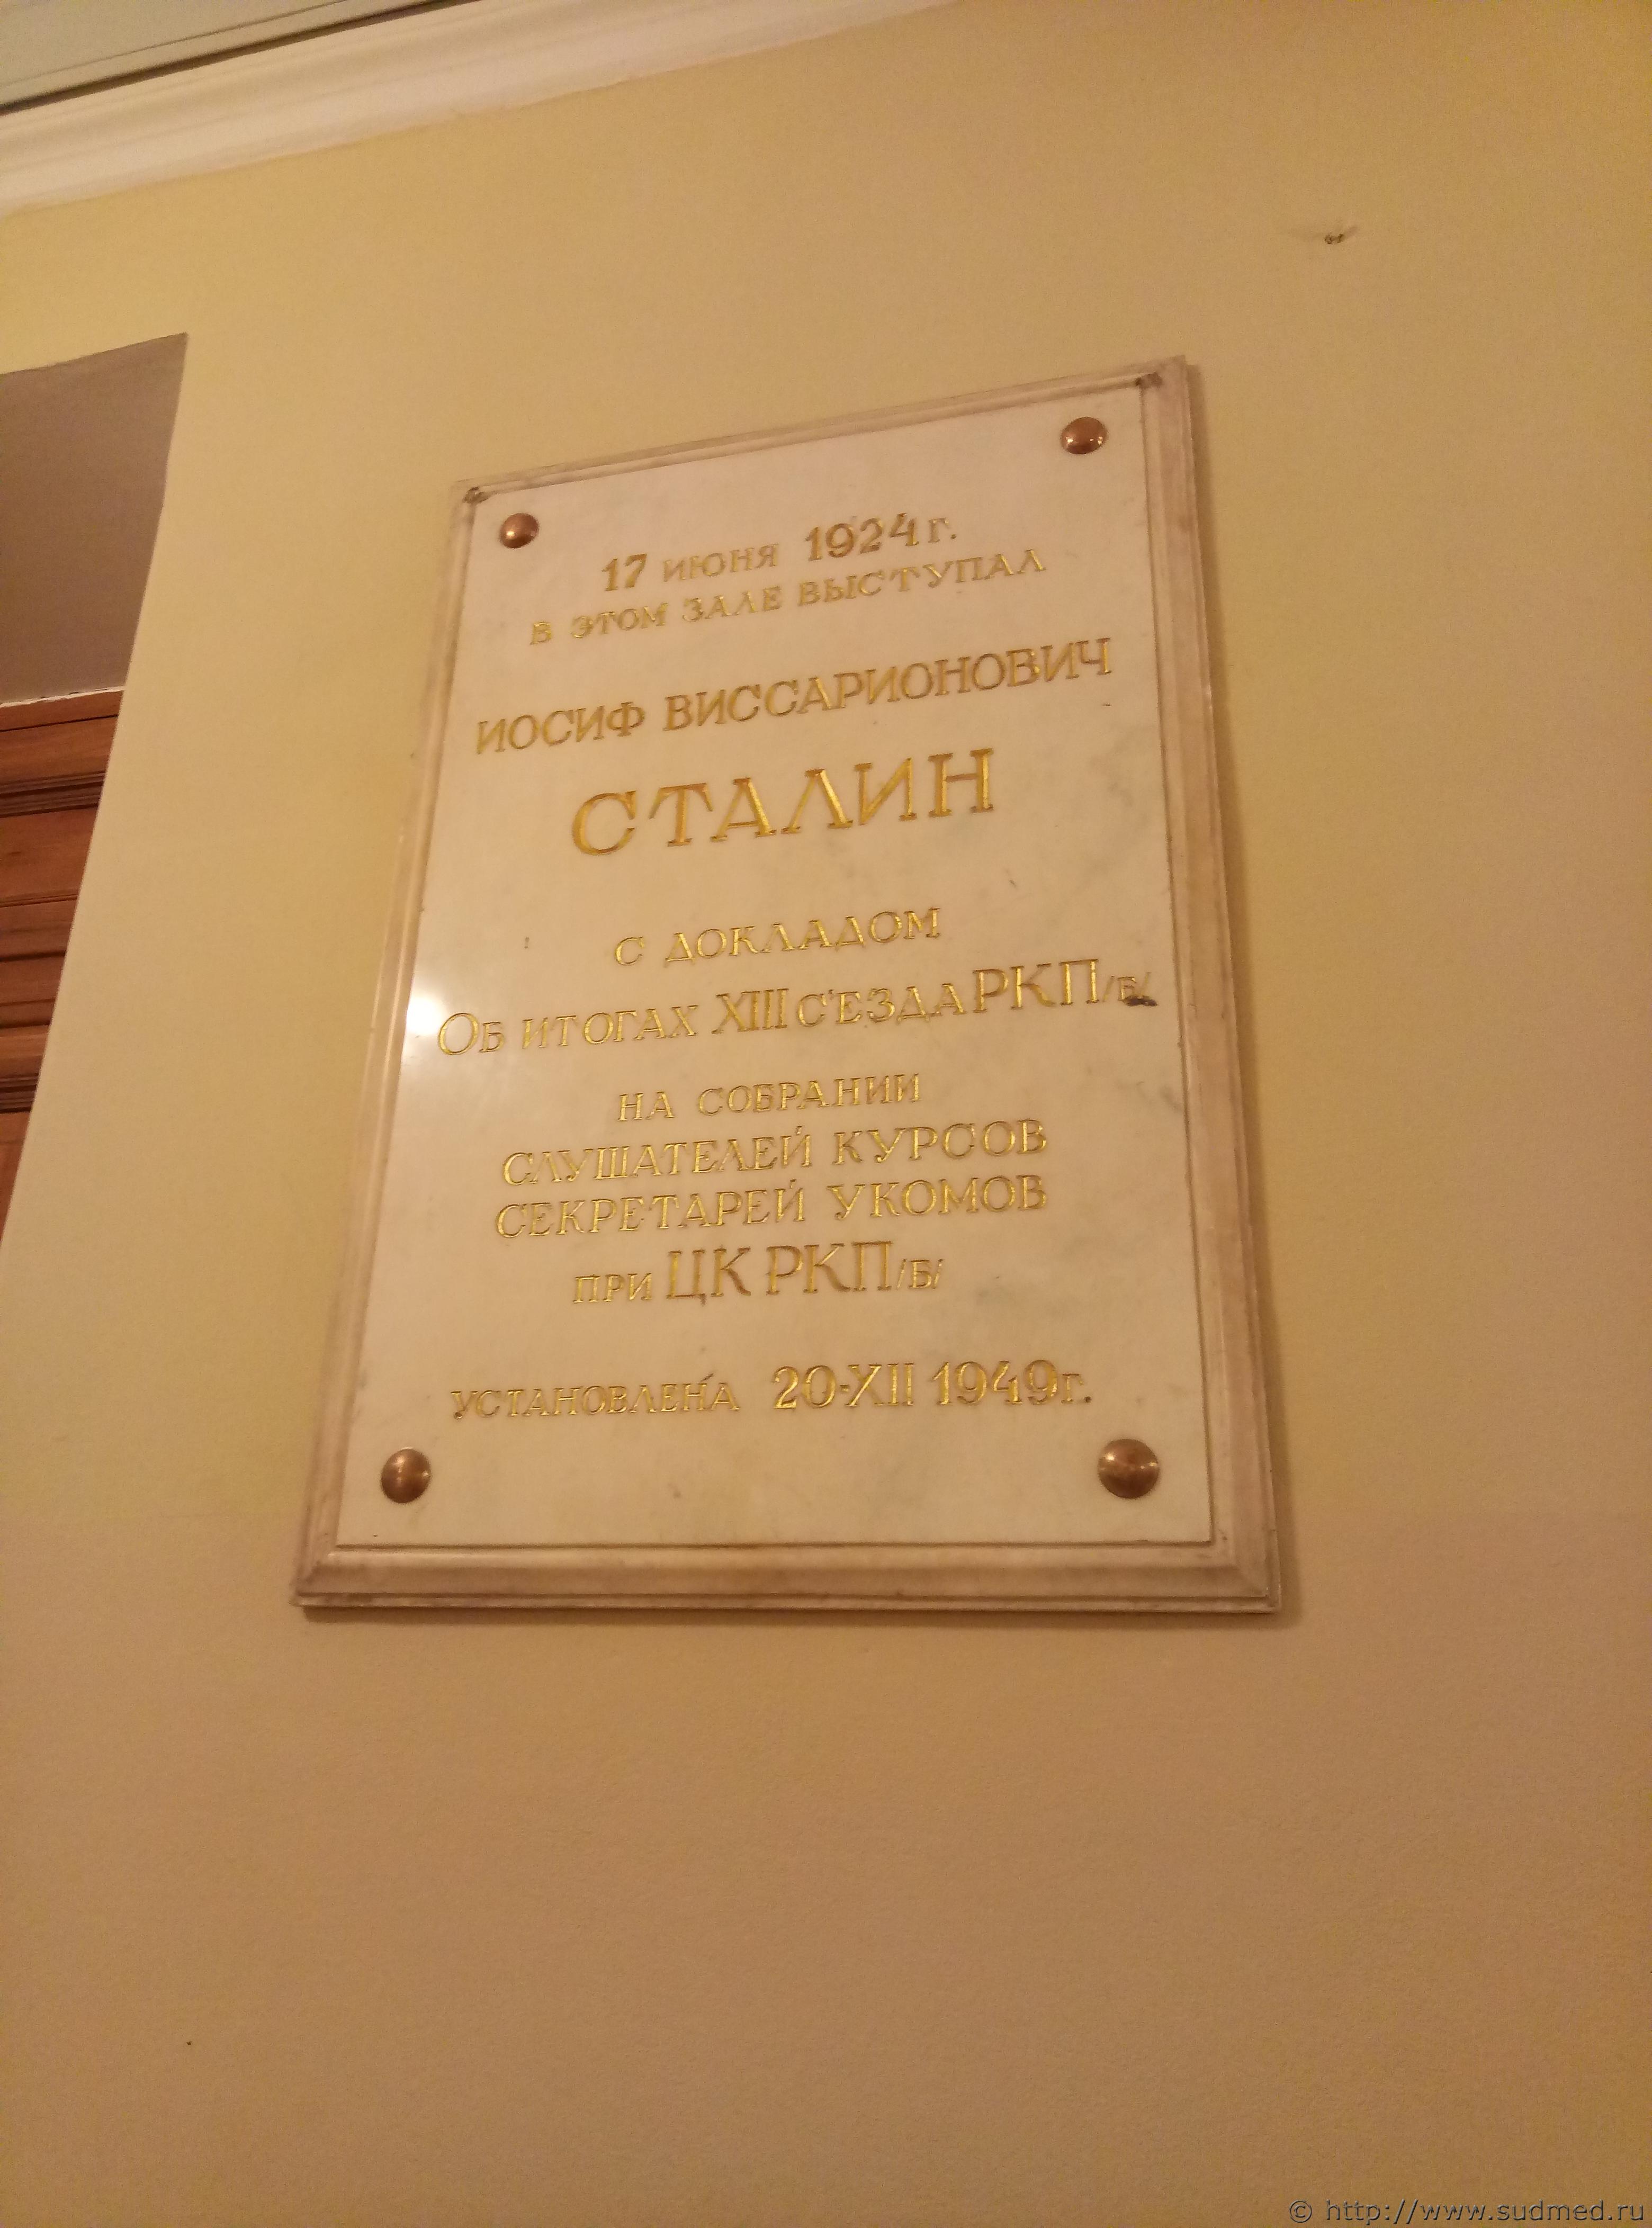 17 ИЮНЯ 1924 Г.
В ЭТОМ ЗАЛЕ ВЫСТУПАЛ
ИОСИФ ВИССАРИОНОВИЧ
СТАЛИН
С ДОКЛАДОМ
ОБ ИТОГАХ XIII С'ЕЗДА РКП/Б/
НА СОБРАНИИ
СЛУШАТЕЛЕЙ КУРСОВ
СЕКРЕТАРЕЙ УКОМОВ
ПРИ ЦК РКП/Б/
УСТАНОВЛЕНА 20-XII 1949 Г.
© http://www.sudmed.ru